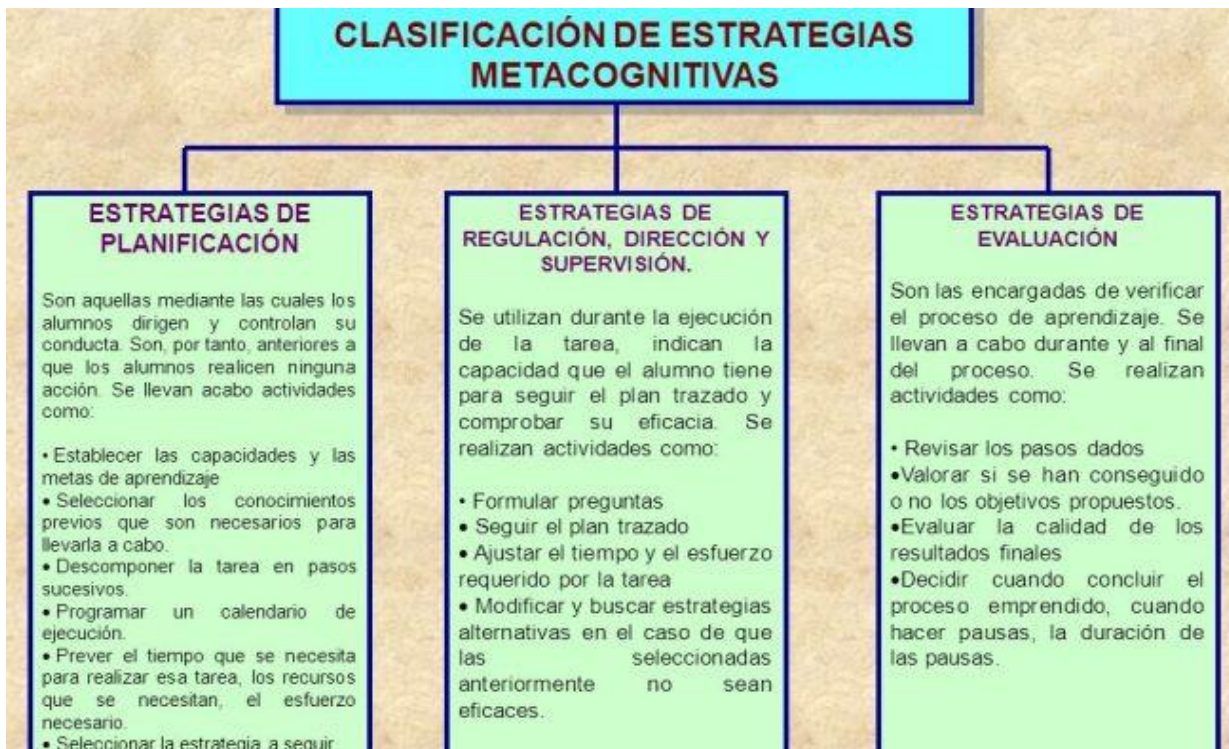 CLASIFICACIÓN DE ESTRATEGIAS
METACOGNITIVAS
ESTRATEGIAS DE
PLANIFICACIÓN
Son aquellas mediante las cuales los
alumnos dirigen y controlan su
conducta. Son, por tanto, anteriores a
que los alumnos realicen ninguna
acción. Se llevan acabo actividades
como:
• Establecer las capacidades y las
metas de aprendizaje
• Seleccionar los conocimientos
previos que son necesarios para
llevarla a cabo.
• Descomponer la tarea en pasos
sucesivos.
• Programar un calendario de
ejecución.
• Prever el tiempo que se necesita
para realizar esa tarea, los recursos
que se necesitan, el esfuerzo
necesario.
• Seleccionar la estrategia a seguir
ESTRATEGIAS DE
REGULACIÓN, DIRECCIÓN Y
SUPERVISIÓN.
Se utilizan durante la ejecución
de la tarea, indican la
capacidad que el alumno tiene
para seguir el plan trazado y
comprobar su eficacia. Se
realizan actividades como:
• Formular preguntas
• Seguir el plan trazado
• Ajustar el tiempo y el esfuerzo
requerido por la tarea
• Modificar y buscar estrategias
alternativas en el caso de que
las seleccionadas
anteriormente no sean
eficaces.
ESTRATEGIAS DE
EVALUACIÓN
Son las encargadas de verificar
el proceso de aprendizaje. Se
llevan a cabo durante y al final
del proceso. Se realizan
actividades como:
• Revisar los pasos dados
•Valorar si se han conseguido
o no los objetivos propuestos.
•Evaluar la calidad de los
resultados finales
•Decidir cuando concluir el
proceso emprendido, cuando
hacer pausas, la duración de
las pausas.